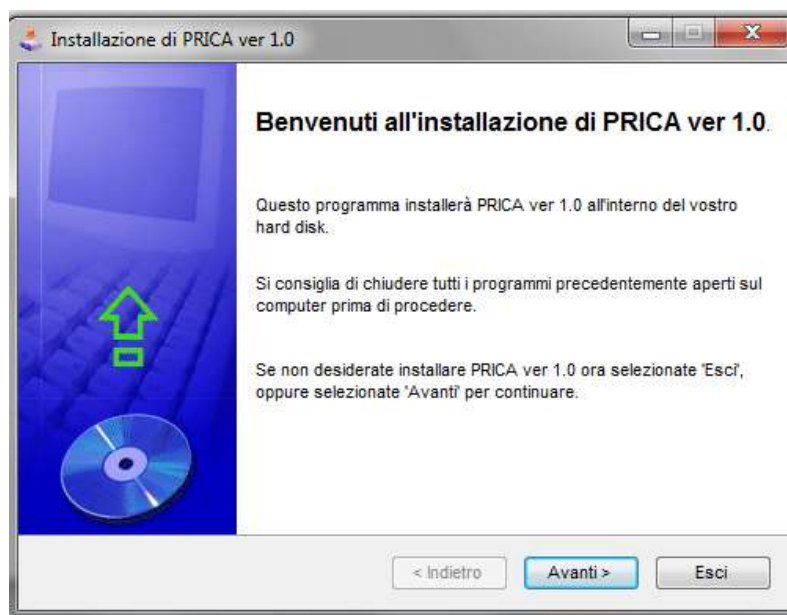 Installazione di PRICA ver 1.0
Benvenuti all'installazione di PRICA ver 1.0.
Questo programma installerà PRICA ver 1.0 all'interno del vostro
hard disk.
Si consiglia di chiudere tutti i programmi precedentemente aperti sul
computer prima di procedere.
Se non desiderate installare PRICA ver 1.0 ora selezionate 'Esci',
oppure selezionate 'Avanti' per continuare.
< Indietro
Avanti >
Esci